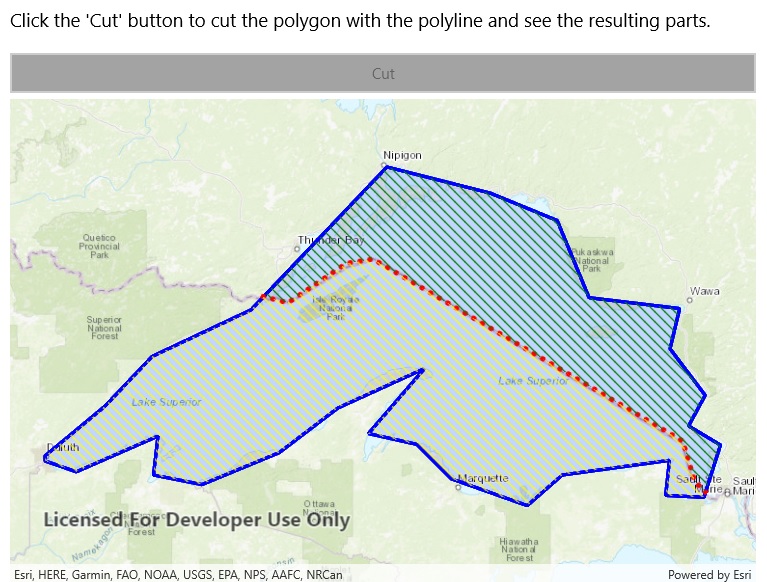 Click the 'Cut' button to cut the polygon with the polyline and see the resulting parts.
Cut
Nipigon
Quetico
Provincial
Park
Thunder Bay
Pukaskwa
National
Park
Wawa
Isle Royale
National
Park
Superior
National
Forest
Lake Superior
Lake Superior
Duluth
Marquette
Sault Ste
Marie
Sault
Mari
Ottawa
Forest
Licensed For Developer Use Only
Hiawatha
National
Forest
Esri, HERE, Garmin, FAO, NOAA, USGS, EPA, NPS, AAFC, NRCan
Powered by Esri